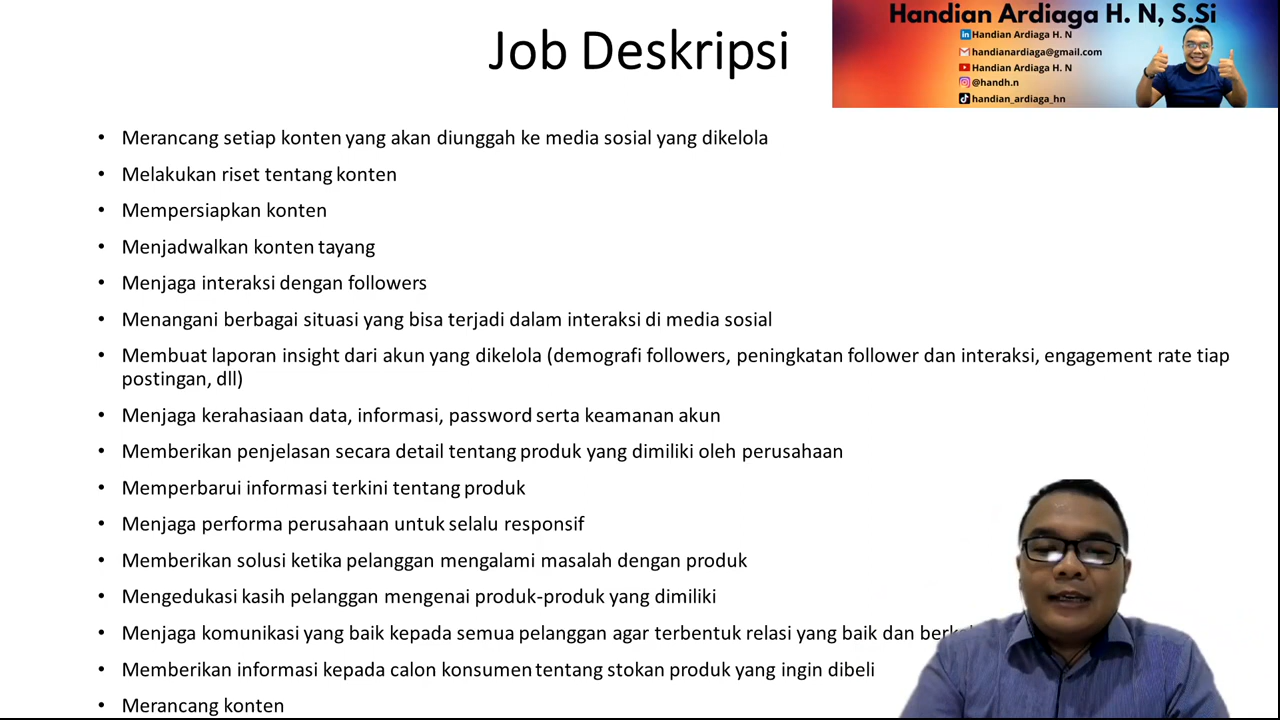 Job Deskripsi
Handian Ardiaga H. N, S.Si
Handian Ardiaga H. N
handianardiaga@gmail.com
Handian Ardiaga H. N
@handh.n
handian_ardiaga_hn
• Merancang setiap konten yang akan diunggah ke media sosial yang dikelola
• Melakukan riset tentang konten
• Mempersiapkan konten
• Menjadwalkan konten tayang
• Menjaga interaksi dengan followers
• Menangani berbagai situasi yang bisa terjadi dalam interaksi di media sosial
• Membuat laporan insight dari akun yang dikelola (demografi followers, peningkatan follower dan interaksi, engagement rate tiap
postingan, dll)
• Menjaga kerahasiaan data, informasi, password serta keamanan akun
• Memberikan penjelasan secara detail tentang produk yang dimiliki oleh perusahaan
• Memperbarui informasi terkini tentang produk
• Menjaga performa perusahaan untuk selalu responsif
• Memberikan solusi ketika pelanggan mengalami masalah dengan produk
• Mengedukasi kasih pelanggan mengenai produk-produk yang dimiliki
• Menjaga komunikasi yang baik kepada semua pelanggan agar terbentuk relasi yang baik dan
• Memberikan informasi kepada calon konsumen tentang stokan produk yang ingin dibeli
• Merancang konten